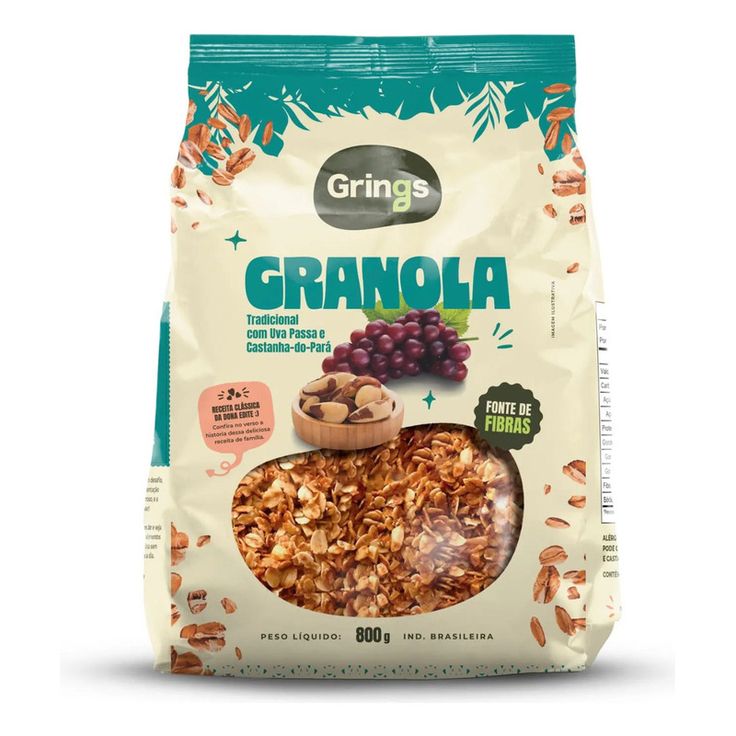 Grings
GRANOLA
Tradicional
com Uva Passa e
Castanha-do-Pará
IMAGEM ILUSTRATIVA
RECEITA CLÁSSICA
DA DONA EDITE :)
Confira no verso a
história dessa deliciosa
receita de família.
FONTE DE
FIBRAS
PESO LÍQUIDO: 800g IND. BRASILEIRA